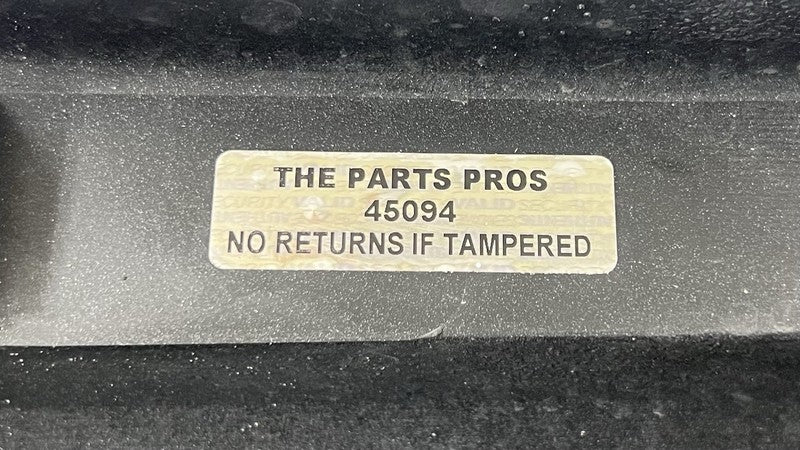 THE PARTS PROS
45094
NO RETURNS IF TAMPERED